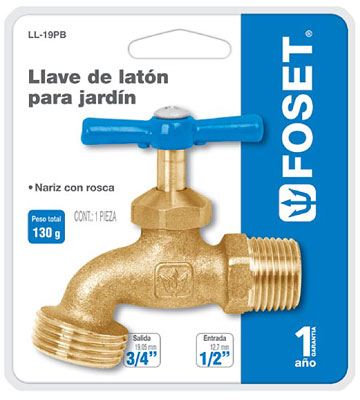 LL-19PB
Llave de latón
para jardín
FOSET
• Nariz con rosca
Peso total
130 g
CONT.: 1 PIEZA
Salida
19,05 mm
3/4”
Entrada
12,7 mm
1/2”
1 año
GARANTIA